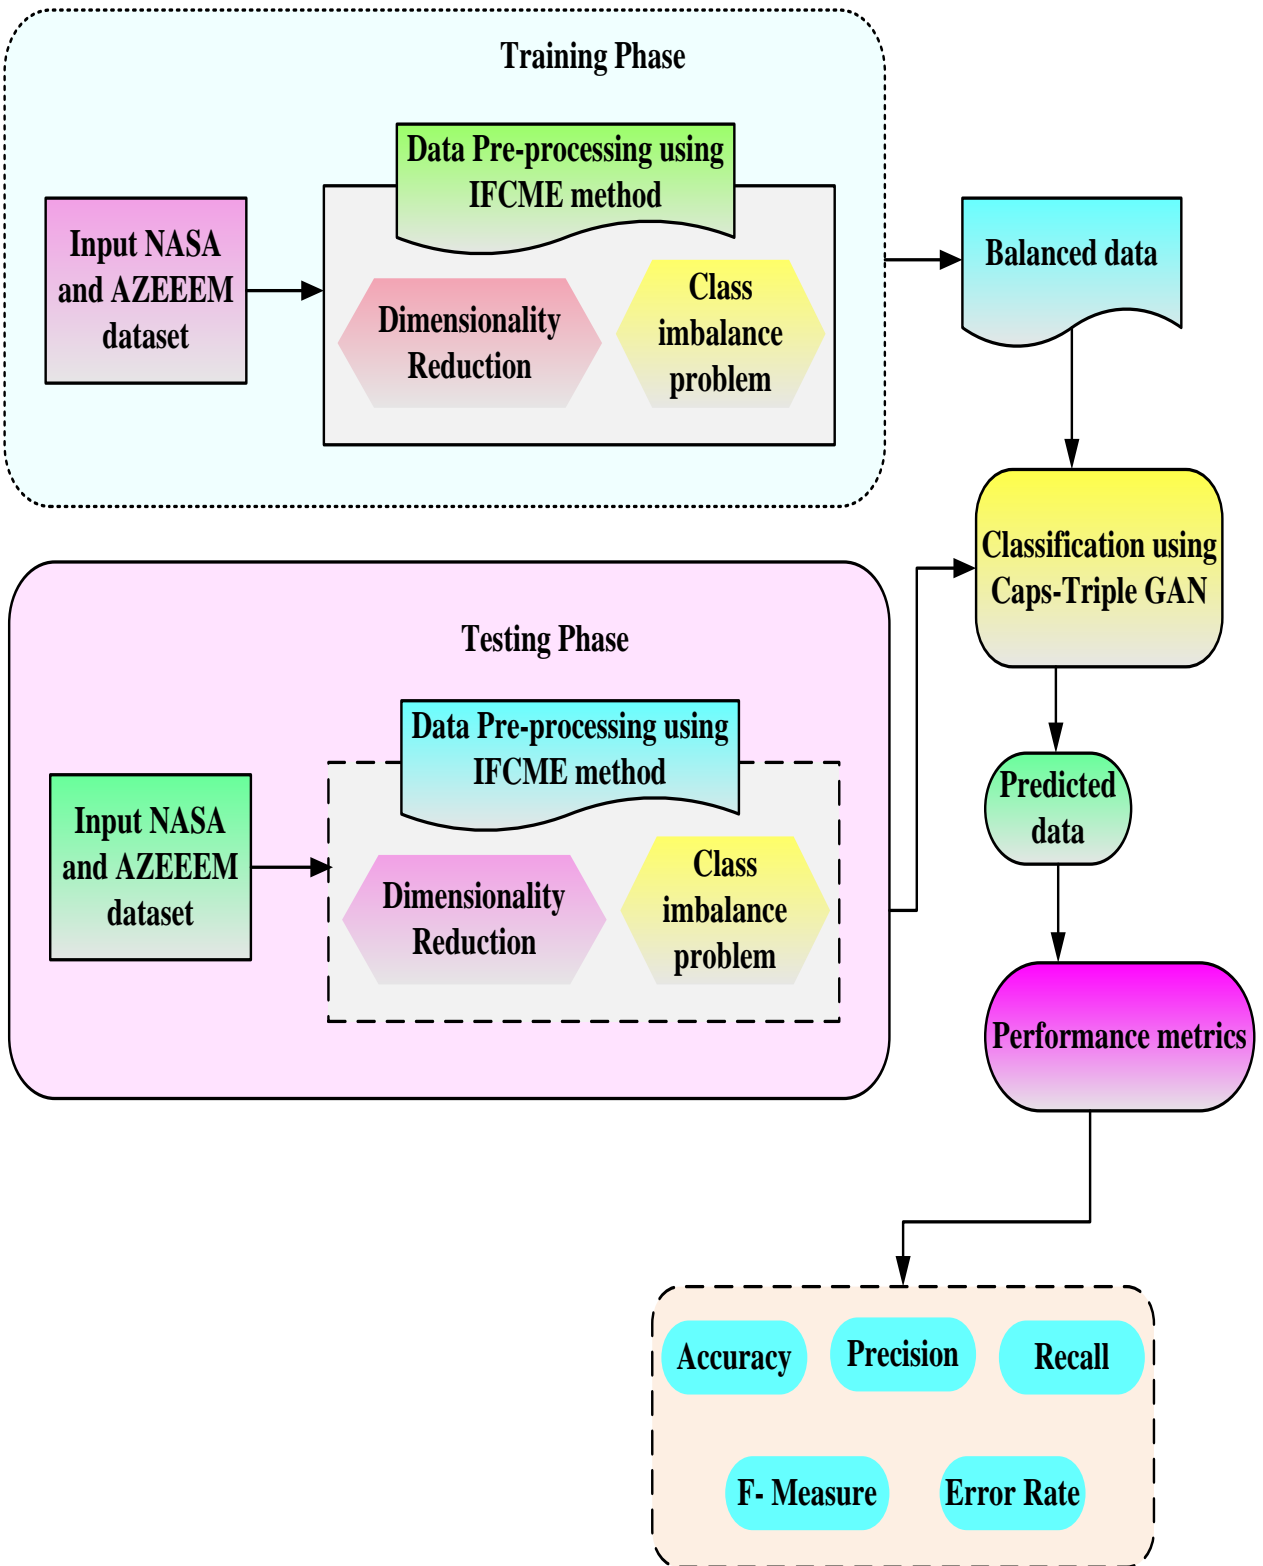 Training Phase
Data Pre-processing using
IFCME method
Input NASA
and AZEEEM
dataset
Dimensionality
Reduction
Class
imbalance
problem
Balanced data
Classification using
Caps-Triple GAN
Testing Phase
Data Pre-processing using
IFCME method
Input NASA
and AZEEEM
dataset
Dimensionality
Reduction
Class
imbalance
problem
Predicted
data
Performance metrics
Accuracy
Precision
Recall
F- Measure
Error Rate